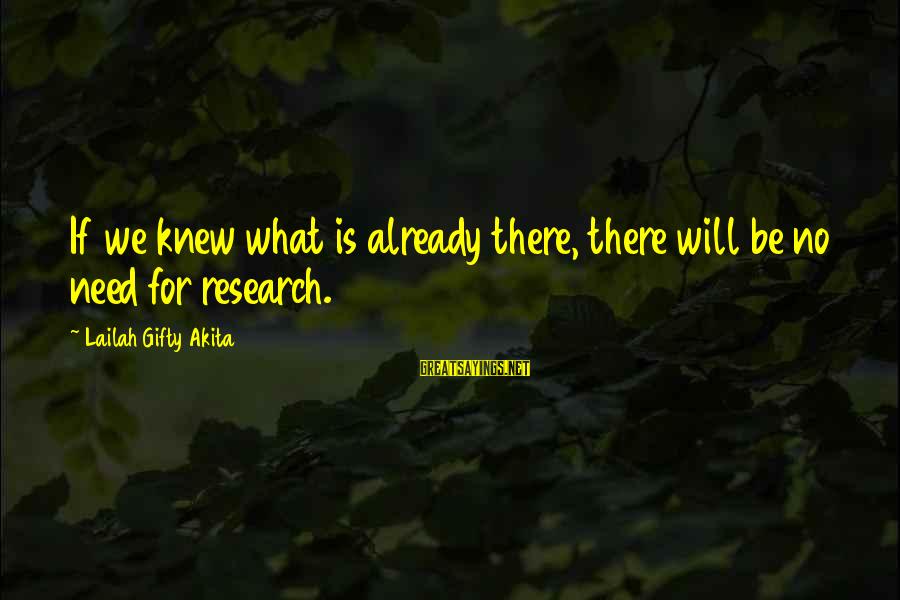 If we knew what is already there, there will be no
need for research.
~ Lailah Gifty Akita
GREATSAYINGS.NET